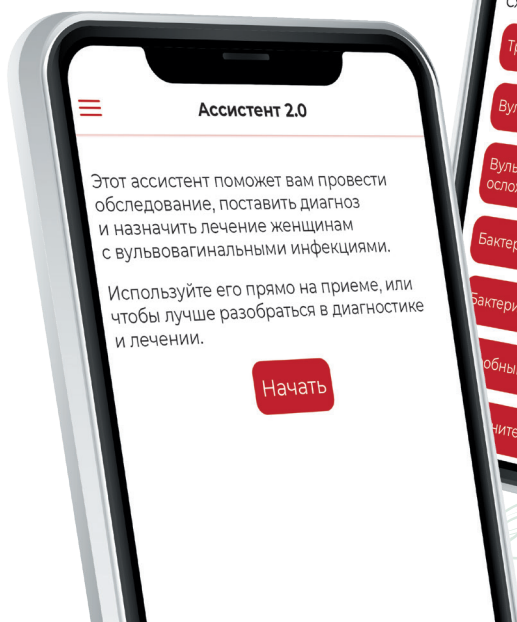 Ассистент 2.0
Этот ассистент поможет вам провести
обследование, поставить диагноз
и назначить лечение женщинам
с вульвовагинальными инфекциями.
Используйте его прямо на приеме, или
чтобы лучше разобраться в диагностике
и лечении.
Начать